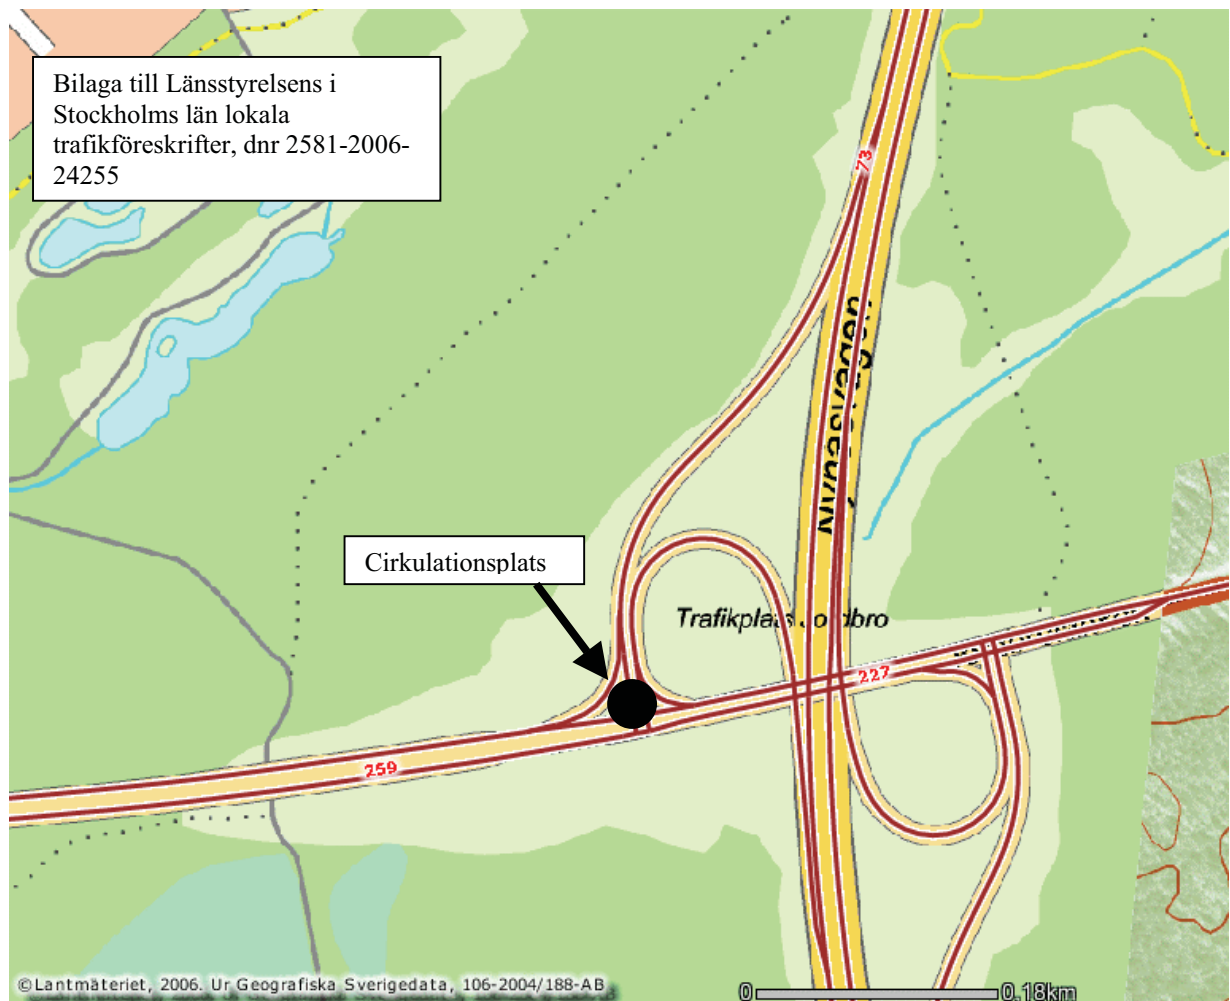 Bilaga till Länsstyrelsens i
Stockholms län lokala
trafikföreskrifter, dnr 2581-2006-
24255
73
Nynäsvägen
Cirkulationsplats
Trafikplats Jordbro
227
259
©Lantmäteriet, 2006. Ur Geografiska Sverigedata, 106-2004/188-AB
0
0.18km